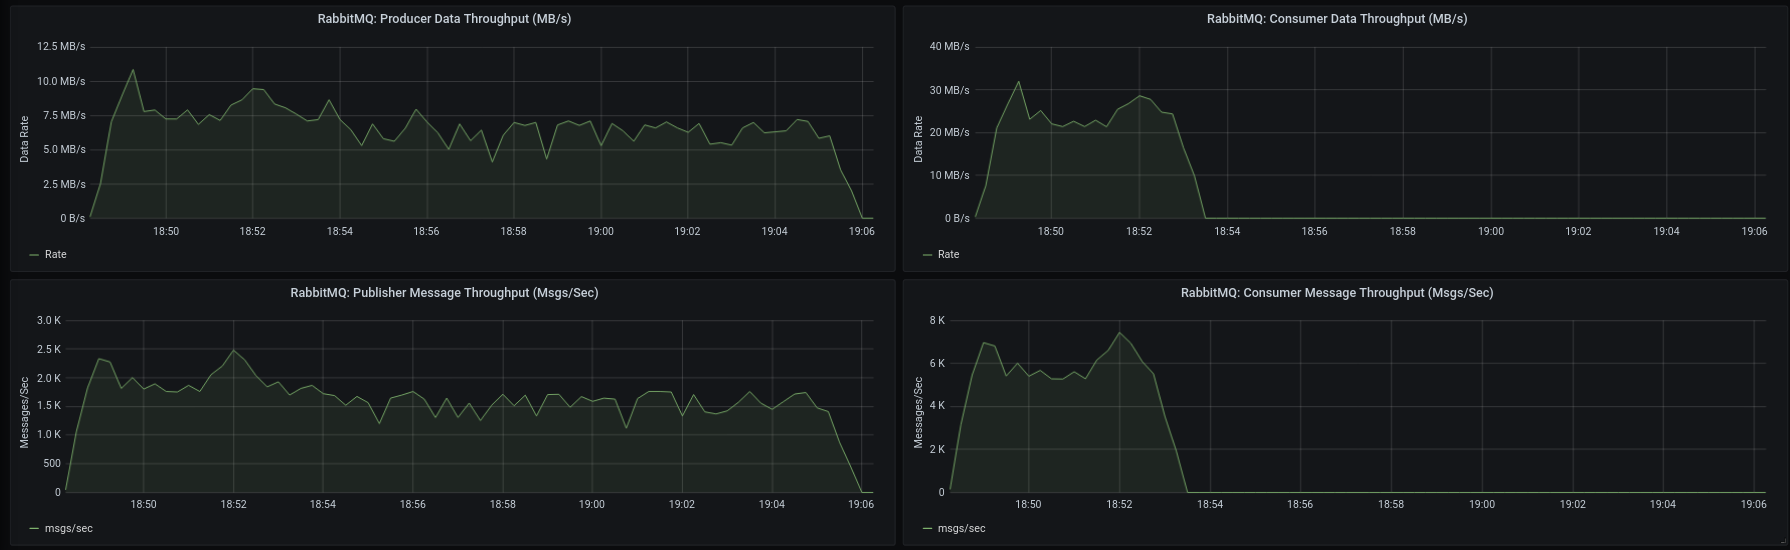 RabbitMQ: Producer Data Throughput (MB/s)
12.5 MB/s
10.0 MB/s
7.5 MB/s
5.0 MB/s
2.5 MB/s
0 B/s
Data Rate
18:50 18:52 18:54 18:56 18:58 19:00 19:02 19:04 19:06
Rate
RabbitMQ: Consumer Data Throughput (MB/s)
40 MB/s
30 MB/s
20 MB/s
10 MB/s
0 B/s
Data Rate
18:50 18:52 18:54 18:56 18:58 19:00 19:02 19:04 19:06
Rate
RabbitMQ: Publisher Message Throughput (Msgs/Sec)
3.0 K
2.5 K
2.0 K
1.5 K
1.0 K
500
0
Messages/Sec
18:50 18:52 18:54 18:56 18:58 19:00 19:02 19:04 19:06
msgs/sec
RabbitMQ: Consumer Message Throughput (Msgs/Sec)
8 K
6 K
4 K
2 K
0
Messages/Sec
18:50 18:52 18:54 18:56 18:58 19:00 19:02 19:04 19:06
msgs/sec